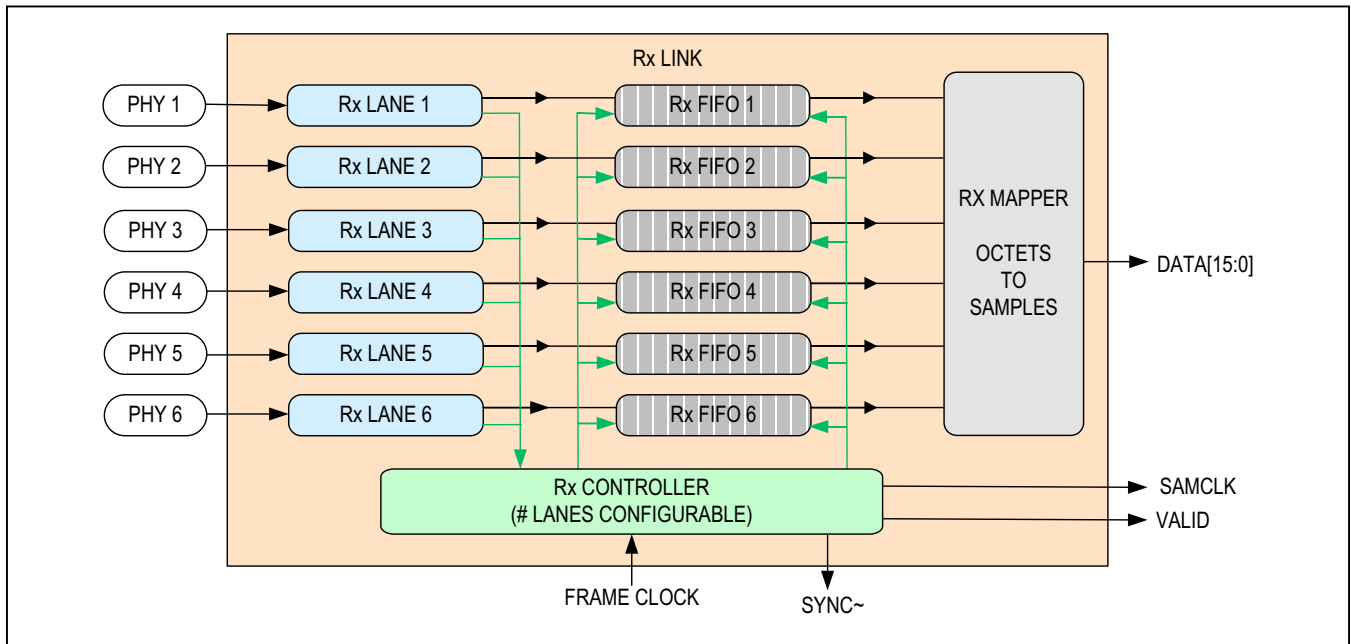 Rx LINK
PHY 1
Rx LANE 1
Rx FIFO 1
PHY 2
Rx LANE 2
Rx FIFO 2
PHY 3
Rx LANE 3
Rx FIFO 3
PHY 4
Rx LANE 4
Rx FIFO 4
PHY 5
Rx LANE 5
Rx FIFO 5
PHY 6
Rx LANE 6
Rx FIFO 6
RX MAPPER
OCTETS
TO
SAMPLES
DATA[15:0]
Rx CONTROLLER
(# LANES CONFIGURABLE)
SAMCLK
VALID
FRAME CLOCK
SYNC~